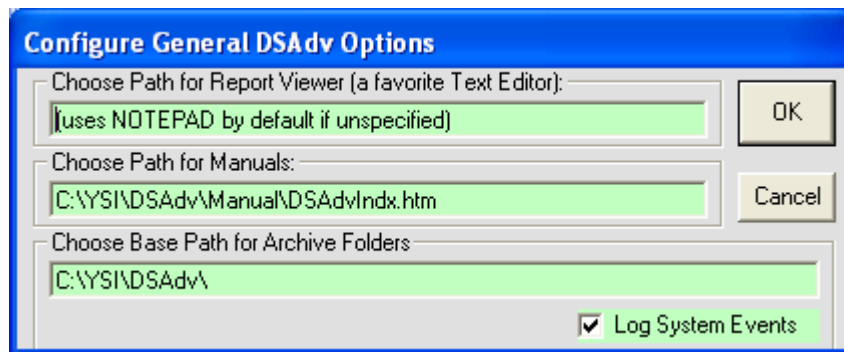 Configure General DSAdv Options
Choose Path for Report Viewer (a favorite Text Editor):
(uses NOTEPAD by default if unspecified)
OK
Choose Path for Manuals:
C:\YSI\DSAdv\Manual\DSAdvIndx.htm
Cancel
Choose Base Path for Archive Folders
C:\YSI\DSAdv\
Log System Events